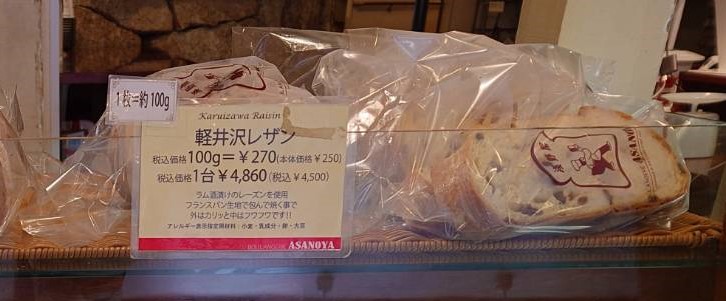 1枚=約100g
Karuizawa Raisin
軽井沢レザン
税込価格100g=¥270(本体価格¥250)
税込価格1台¥4,860(税込¥4,500)
ラム酒漬けのレーズンを使用
フランスパン生地で包んで焼く事で
外はカリッと中はフワフワです!!
アレルギー表示指定原材料:小麦・乳成分・卵・大豆
BOULANGERIE ASANOYA
浅野屋
ASANOYA